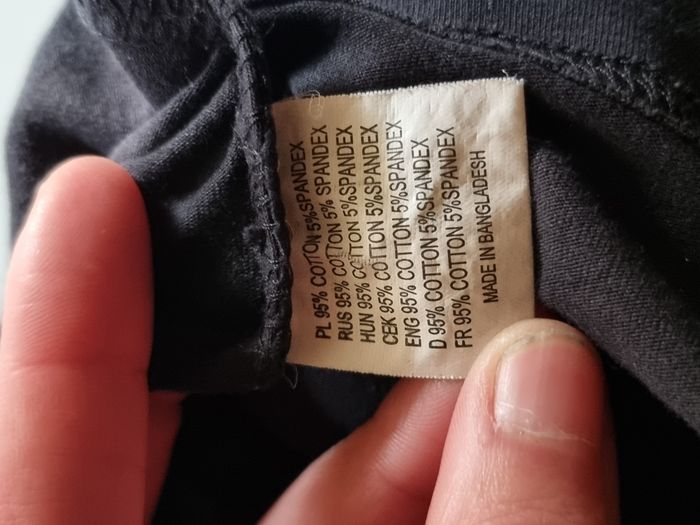 PL 95% COTTON 5%SPANDEX
RUS 95% COTTON 5% SPANDEX
HUN 95% COTTON 5%SPANDEX
CEK 95% COTTON 5%SPANDEX
ENG 95% COTTON 5%SPANDEX
D 95% COTTON 5%SPANDEX
FR 95% COTTON 5%SPANDEX
MADE IN BANGLADESH